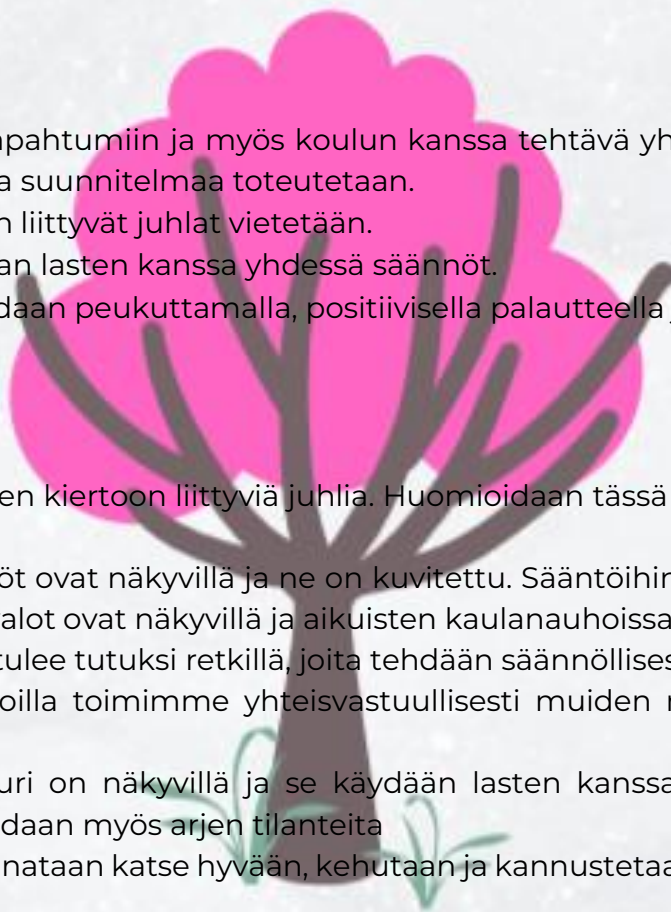 pahtumiin ja myös koulun kanssa tehtävä yh
a suunnitelmaa toteutetaan.
n liittyvät juhlat vietetään.
an lasten kanssa yhdessä säännöt.
daan peukuttamalla, positiivisella palautteella
en kiertoon liittyviä juhlia. Huomioidaan tässä
öt ovat näkyvillä ja ne on kuvitettu. Sääntöihin
alot ovat näkyvillä ja aikuisten kaulanauhoissa
tulee tutuksi retkillä, joita tehdään säännöllises
oilla toimimme yhteisvastuullisesti muiden
uri on näkyvillä ja se käydään lasten kanssa
daan myös arjen tilanteita
nataan katse hyvään, kehutaan ja kannustetaa